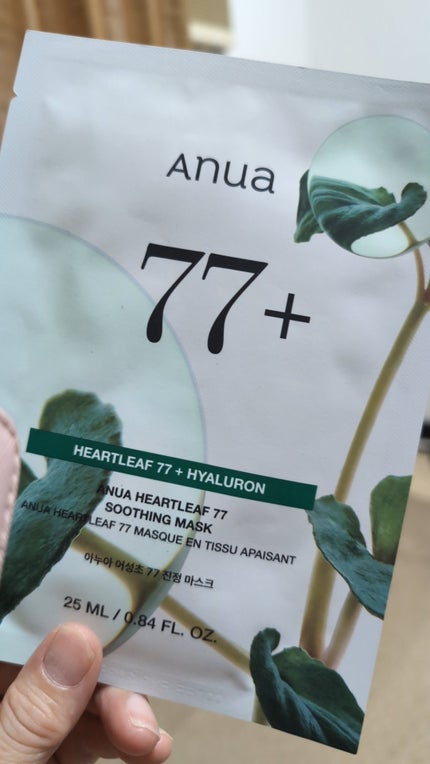 Anua
77+
HEARTLEAF 77 + HYALURON
ANUA HEARTLEAF 77
SOOTHING MASK
ANUA HEARTLEAF 77 MASQUE EN TISSU APAISANT
아누아 어성초 77 진정 마스크
25 ML / 0.84 FL. OZ.